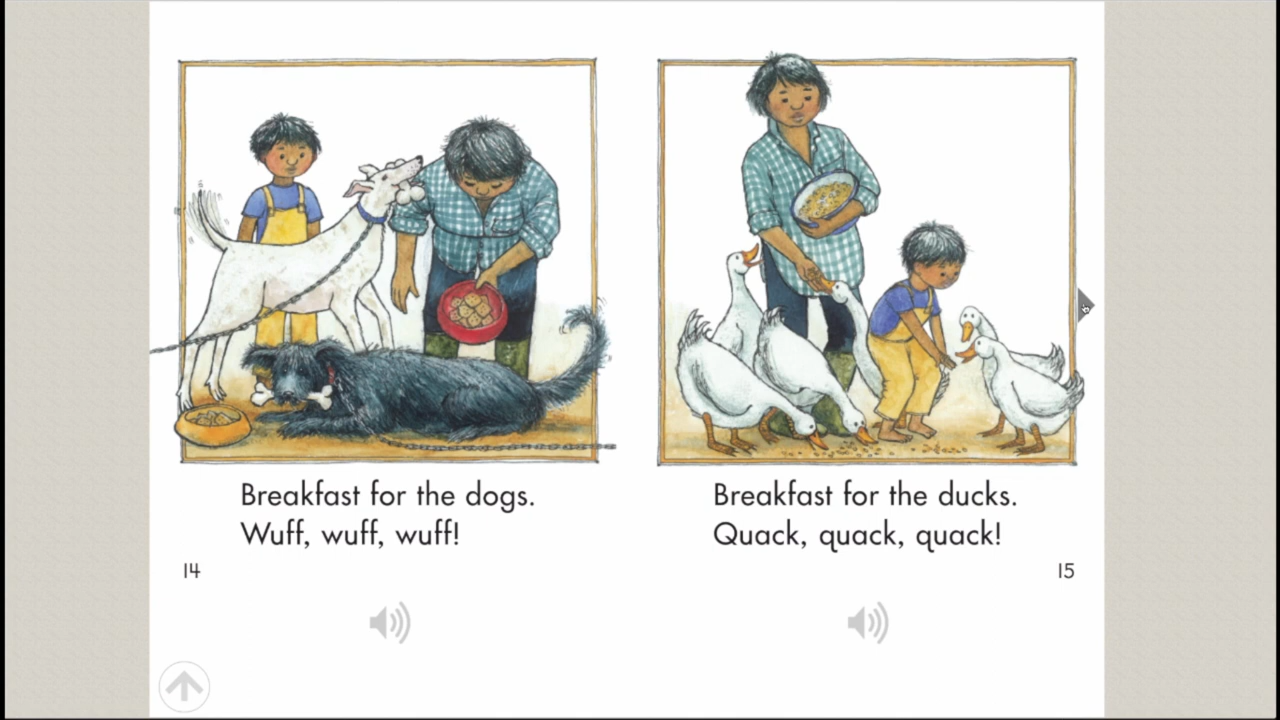 Breakfast for the dogs.
Wuff, wuff, wuff!
14
Breakfast for the ducks.
Quack, quack, quack!
15